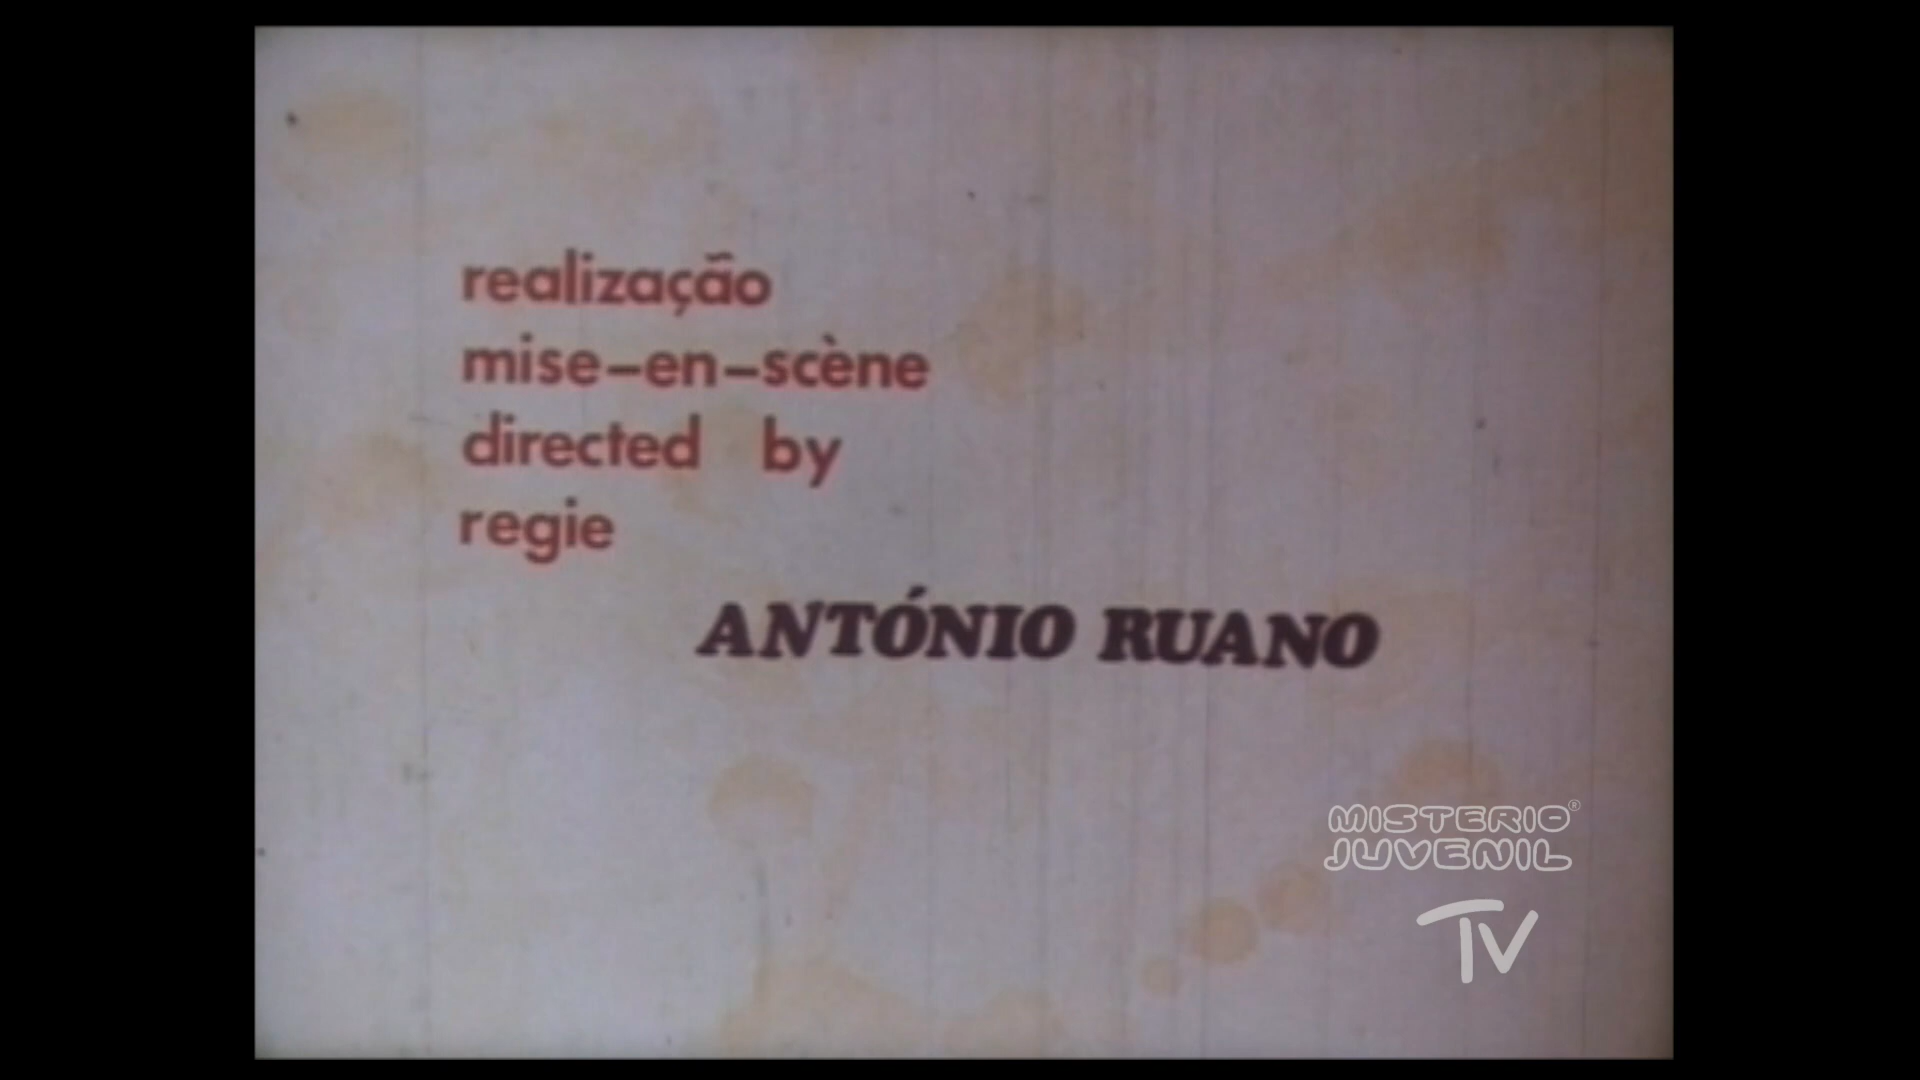 realização
mise-en-scène
directed by
regie
ANTÓNIO RUANO
MISTERIO®
JUVENIL
TV